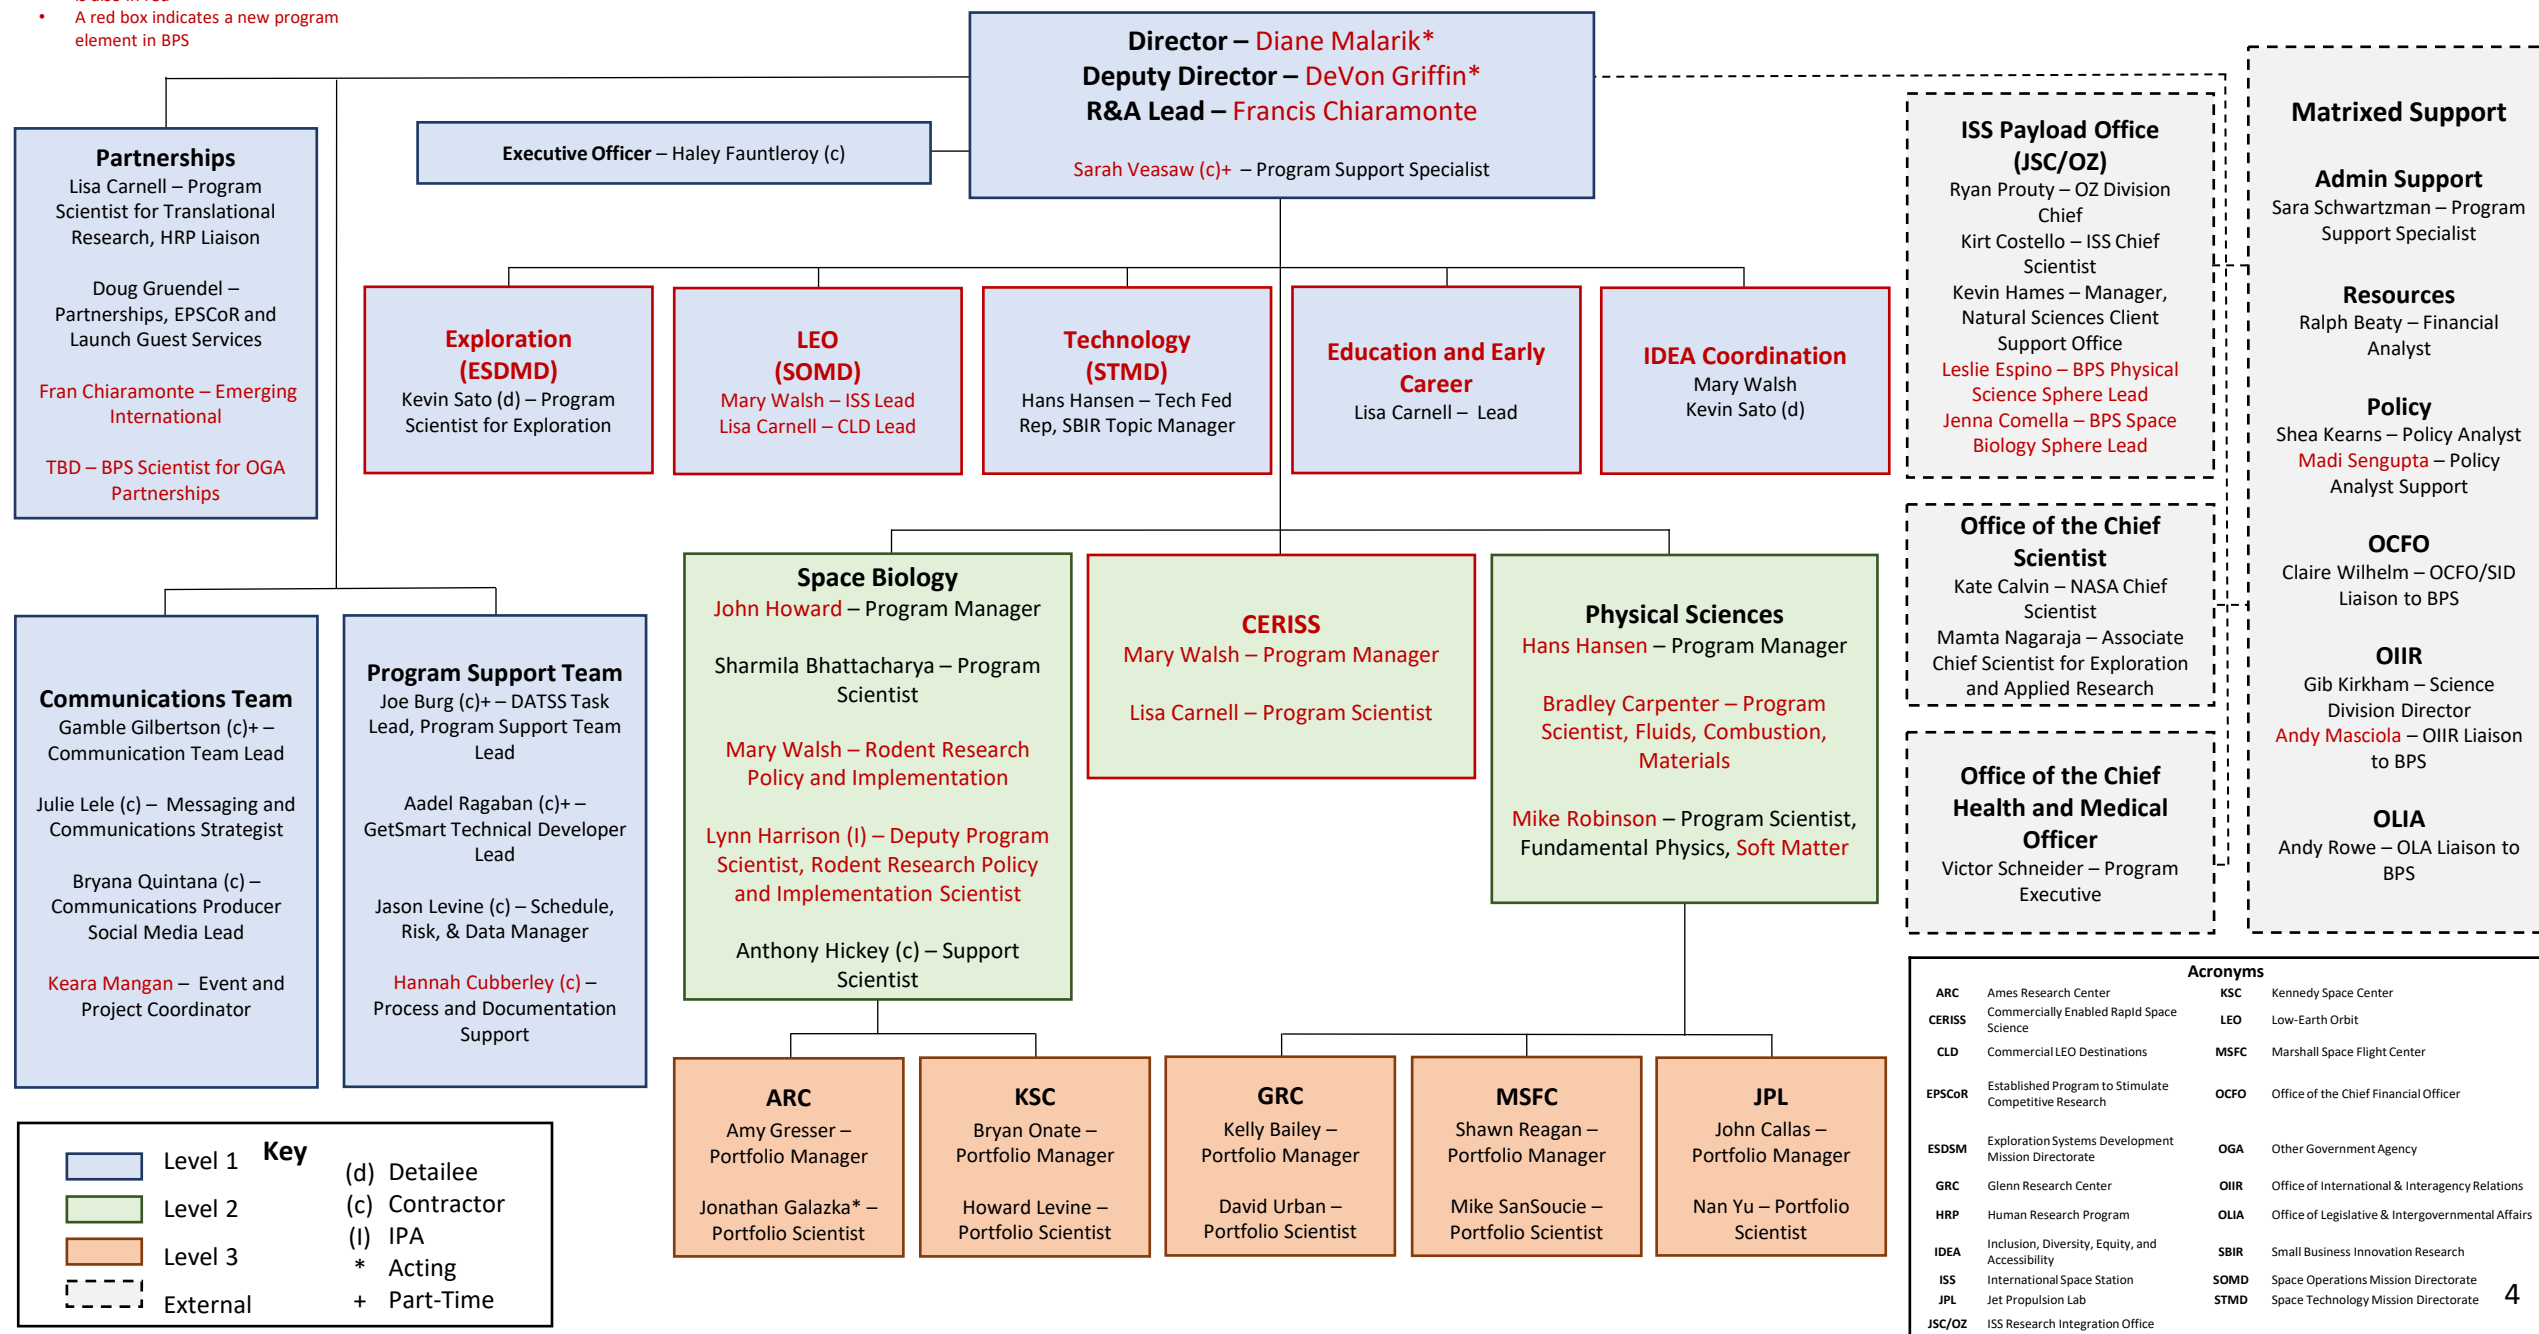 is also in red
• A red box indicates a new program
element in BPS
Director – Diane Malarik*
Deputy Director – DeVon Griffin*
R&A Lead – Francis Chiaramonte
Sarah Veasaw (c)+ – Program Support Specialist
Executive Officer – Haley Fauntleroy (c)
Partnerships
Lisa Carnell – Program
Scientist for Translational
Research, HRP Liaison
Doug Gruendel –
Partnerships, EPSCoR and
Launch Guest Services
Fran Chiaramonte – Emerging
International
TBD – BPS Scientist for OGA
Partnerships
Exploration
(ESDMD)
Kevin Sato (d) – Program
Scientist for Exploration
LEO
(SOMD)
Mary Walsh – ISS Lead
Lisa Carnell – CLD Lead
Technology
(STMD)
Hans Hansen – Tech Fed
Rep, SBIR Topic Manager
Education and Early
Career
Lisa Carnell – Lead
IDEA Coordination
Mary Walsh
Kevin Sato (d)
ISS Payload Office
(JSC/OZ)
Ryan Prouty – OZ Division
Chief
Kirt Costello – ISS Chief
Scientist
Kevin Hames – Manager,
Natural Sciences Client
Support Office
Leslie Espino – BPS Physical
Science Sphere Lead
Jenna Comella – BPS Space
Biology Sphere Lead
Office of the Chief
Scientist
Kate Calvin – NASA Chief
Scientist
Mamta Nagaraja – Associate
Chief Scientist for Exploration
and Applied Research
Office of the Chief
Health and Medical
Officer
Victor Schneider – Program
Executive
Matrixed Support
Admin Support
Sara Schwartzman – Program
Support Specialist
Resources
Ralph Beaty – Financial
Analyst
Policy
Shea Kearns – Policy Analyst
Madi Sengupta – Policy
Analyst Support
OCFO
Claire Wilhelm – OCFO/SID
Liaison to BPS
OIIR
Gib Kirkham – Science
Division Director
Andy Masciola – OIIR Liaison
to BPS
OLIA
Andy Rowe – OLA Liaison to
BPS
Communications Team
Gamble Gilbertson (c)+ –
Communication Team Lead
Julie Lele (c) – Messaging and
Communications Strategist
Bryana Quintana (c) –
Communications Producer
Social Media Lead
Keara Mangan – Event and
Project Coordinator
Program Support Team
Joe Burg (c)+ – DATSS Task
Lead, Program Support Team
Lead
Aadel Ragaban (c)+ –
GetSmart Technical Developer
Lead
Jason Levine (c) – Schedule,
Risk, & Data Manager
Hannah Cubberley (c) –
Process and Documentation
Support
Space Biology
John Howard – Program Manager
Sharmila Bhattacharya – Program
Scientist
Mary Walsh – Rodent Research
Policy and Implementation
Lynn Harrison (I) – Deputy Program
Scientist, Rodent Research Policy
and Implementation Scientist
Anthony Hickey (c) – Support
Scientist
CERISS
Mary Walsh – Program Manager
Lisa Carnell – Program Scientist
Physical Sciences
Hans Hansen – Program Manager
Bradley Carpenter – Program
Scientist, Fluids, Combustion,
Materials
Mike Robinson – Program Scientist,
Fundamental Physics, Soft Matter
ARC
Amy Gresser –
Portfolio Manager
Jonathan Galazka* –
Portfolio Scientist
KSC
Bryan Onate –
Portfolio Manager
Howard Levine –
Portfolio Scientist
GRC
Kelly Bailey –
Portfolio Manager
David Urban –
Portfolio Scientist
MSFC
Shawn Reagan –
Portfolio Manager
Mike SanSoucie –
Portfolio Scientist
JPL
John Callas –
Portfolio Manager
Nan Yu – Portfolio
Scientist
Key
Level 1
Level 2
Level 3
External
(d) Detailee
(c) Contractor
(I) IPA
* Acting
+ Part-Time
Acronyms
ARC Ames Research Center
CERISS Commercially Enabled RapId Space
Science
CLD Commercial LEO Destinations
EPSCoR Established Program to Stimulate
Competitive Research
ESDSM Exploration Systems Development
Mission Directorate
GRC Glenn Research Center
HRP Human Research Program
IDEA Inclusion, Diversity, Equity, and
Accessibility
ISS International Space Station
JPL Jet Propulsion Lab
JSC/OZ ISS Research Integration Office
KSC Kennedy Space Center
LEO Low-Earth Orbit
MSFC Marshall Space Flight Center
OCFO Office of the Chief Financial Officer
OGA Other Government Agency
OIIR Office of International & Interagency Relations
OLIA Office of Legislative & Intergovernmental Affairs
SBIR Small Business Innovation Research
SOMD Space Operations Mission Directorate
STMD Space Technology Mission Directorate
4